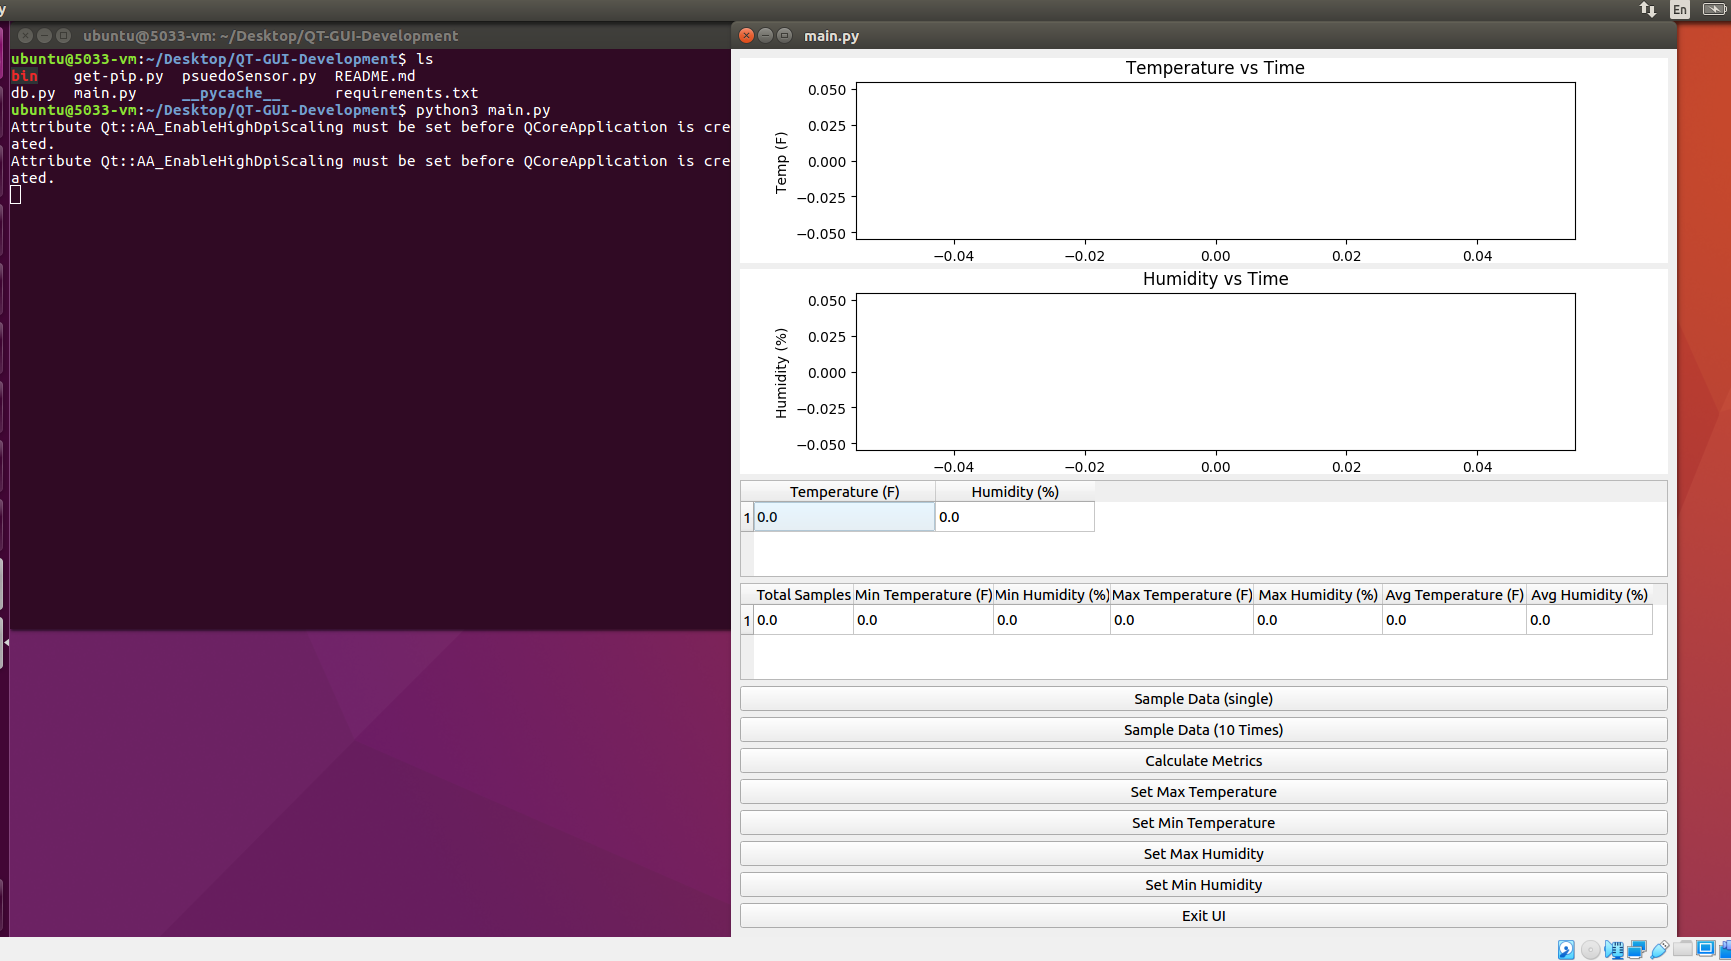 y
En
ubuntu@5033-vm: ~/Desktop/QT-GUI-Development
ubuntu@5033-vm:~/Desktop/QT-GUI-Development$ ls
bin get-pip.py psuedoSensor.py README.md
db.py main.py __pycache__ requirements.txt
ubuntu@5033-vm:~/Desktop/QT-GUI-Development$ python3 main.py
Attribute Qt::AA_EnableHighDpiScaling must be set before QCoreApplication is cre
ated.
Attribute Qt::AA_EnableHighDpiScaling must be set before QCoreApplication is cre
ated.
main.py
Temperature vs Time
Temp (F)
0.050
0.025
0.000
−0.025
−0.050
−0.04 −0.02 0.00 0.02 0.04
Humidity vs Time
Humidity (%)
0.050
0.025
0.000
−0.025
−0.050
−0.04 −0.02 0.00 0.02 0.04
Temperature (F) Humidity (%)
1 0.0 0.0
Total Samples Min Temperature (F) Min Humidity (%) Max Temperature (F) Max Humidity (%) Avg Temperature (F) Avg Humidity (%)
1 0.0 0.0 0.0 0.0 0.0 0.0 0.0
Sample Data (single)
Sample Data (10 Times)
Calculate Metrics
Set Max Temperature
Set Min Temperature
Set Max Humidity
Set Min Humidity
Exit UI